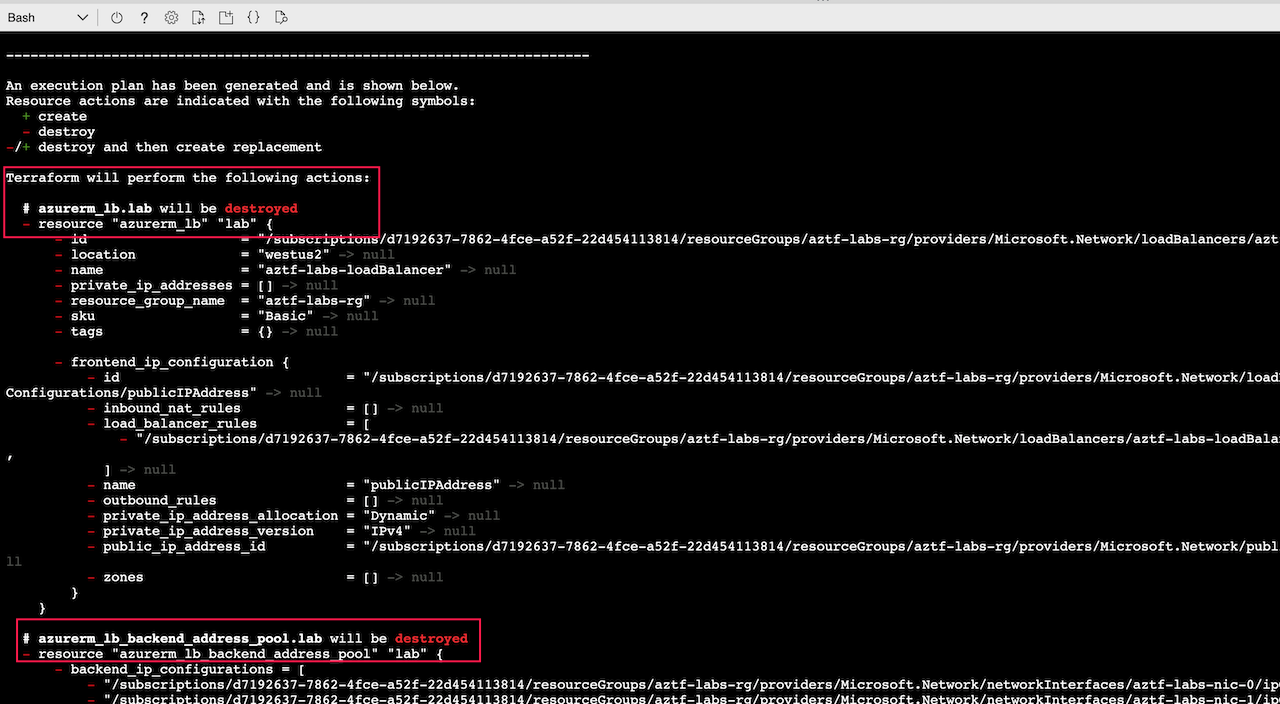 Bash
--------------------------------------------------------------------------------
An execution plan has been generated and is shown below.
Resource actions are indicated with the following symbols:
+ create
- destroy
-/+ destroy and then create replacement
Terraform will perform the following actions:
# azurerm_lb.lab will be destroyed
- resource "azurerm_lb" "lab" {
- id = "/subscriptions/d7192637-7862-4fce-a52f-22d454113814/resourceGroups/aztf-labs-rg/providers/Microsoft.Network/loadBalancers/azt
- location = "westus2" -> null
- name = "aztf-labs-loadBalancer" -> null
- private_ip_addresses = [] -> null
- resource_group_name = "aztf-labs-rg" -> null
- sku = "Basic" -> null
- tags = {} -> null
- frontend_ip_configuration {
- id = "/subscriptions/d7192637-7862-4fce-a52f-22d454113814/resourceGroups/aztf-labs-rg/providers/Microsoft.Network/load
Configurations/publicIPAddress" -> null
- inbound_nat_rules = [] -> null
- load_balancer_rules = [
- "/subscriptions/d7192637-7862-4fce-a52f-22d454113814/resourceGroups/aztf-labs-rg/providers/Microsoft.Network/loadBalancers/aztf-labs-loadBala
,
] -> null
- name = "publicIPAddress" -> null
- outbound_rules = [] -> null
- private_ip_address_allocation = "Dynamic" -> null
- private_ip_address_version = "IPv4" -> null
- public_ip_address_id = "/subscriptions/d7192637-7862-4fce-a52f-22d454113814/resourceGroups/aztf-labs-rg/providers/Microsoft.Network/publ
ll
- zones = [] -> null
}
}
# azurerm_lb_backend_address_pool.lab will be destroyed
- resource "azurerm_lb_backend_address_pool" "lab" {
- backend_ip_configurations = [
- "/subscriptions/d7192637-7862-4fce-a52f-22d454113814/resourceGroups/aztf-labs-rg/providers/Microsoft.Network/networkInterfaces/aztf-labs-nic-0/ip
- "/subscriptions/d7192637-7862-4fce-a52f-22d454113814/resourceGroups/aztf-labs-rg/providers/Microsoft.Network/networkInterfaces/aztf-labs-nic-1/ip